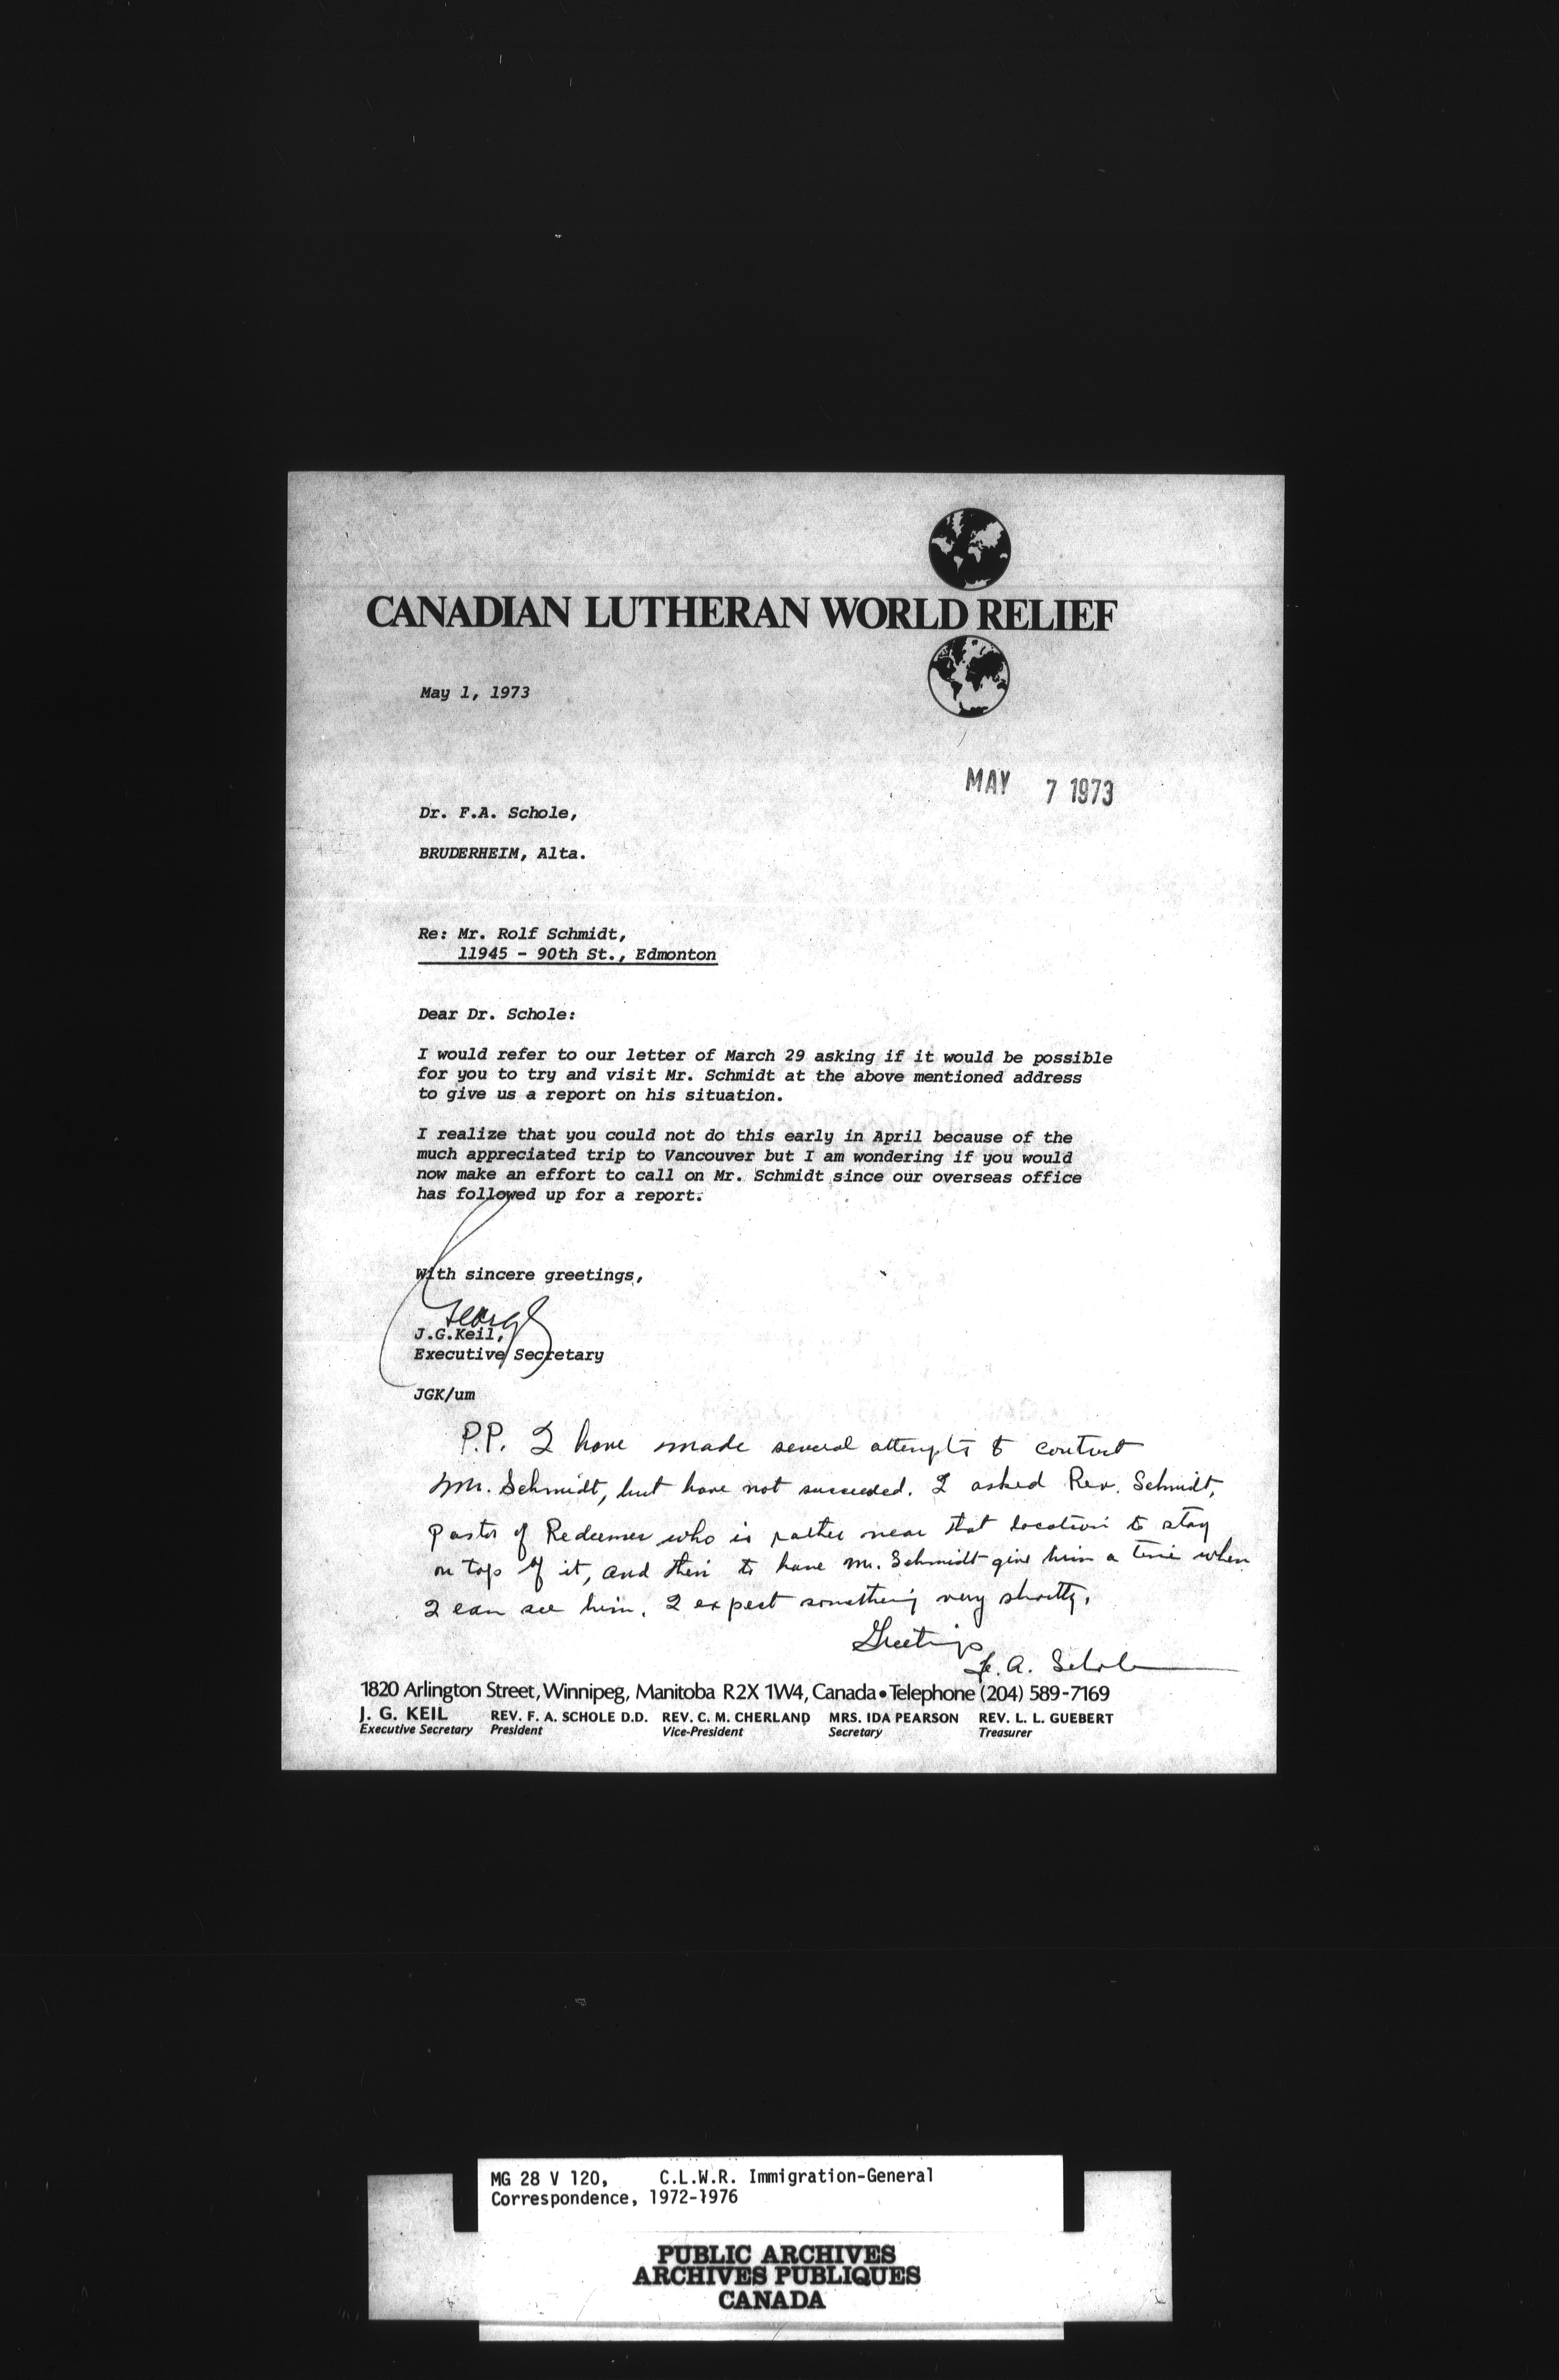 CANADIAN LUTHERAN WORLD RELIEF
May 1, 1973
MAY 7 1973
Dr. F.A. Schole,
BRUDERHEIM, Alta.
Re: Mr. Rolf Schmidt,
11945 - 90th St., Edmonton
Dear Dr. Schole:
I would refer to our letter of March 29 asking if it would be possible
for you to try and visit Mr. Schmidt at the above mentioned address
to give us a report on his situation.
I realize that you could not do this early in April because of the
much appreciated trip to Vancouver but I am wondering if you would
now make an effort to call on Mr. Schmidt since our overseas office
has followed up for a report.
With sincere greetings,
George
J.G.Keil,
Executive Secretary
JGK/um
P.P. I have made several attempts to contact
Mr. Schmidt, but have not succeeded. I asked Rev. Schmidt,
pastor of Redeemer who is rather near that location to stay
on top of it, and then to have Mr. Schmidt give him a time when
I can see him. I expect something very shortly.
Greetings
F. A. Schole
1820 Arlington Street, Winnipeg, Manitoba R2X 1W4, Canada • Telephone (204) 589-7169
J. G. KEIL REV. F. A. SCHOLE D.D. REV. C. M. CHERLAND MRS. IDA PEARSON REV. L. L. GUEBERT
Executive Secretary President Vice-President Secretary Treasurer
MG 28 V 120, C.L.W.R. Immigration-General
Correspondence, 1972-1976
PUBLIC ARCHIVES
ARCHIVES PUBLIQUES
CANADA